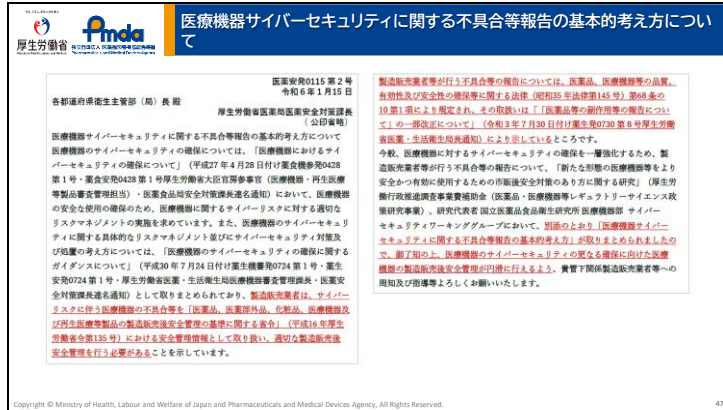 厚生労働省
Pmda
独立行政法人 医薬品医療機器総合機構
Pharmaceuticals and Medical Devices Agency
医療機器サイバーセキュリティに関する不具合等報告の基本的考え方につい
て
医薬安発0115第2号
令和6年1月15日
各都道府県衛生主管部（局）長 殿
厚生労働省医薬局医薬安全対策課長
（公印省略）
医療機器サイバーセキュリティに関する不具合等報告の基本的考え方について
医療機器のサイバーセキュリティの確保については、「医療機器におけるサイ
バーセキュリティの確保について」（平成27年4月28日付け薬食機参発0428
第1号・薬食安発0428第1号厚生労働省大臣官房参事官（医療機器・再生医療
等製品審査管理担当）・医薬食品局安全対策課長連名通知）において、医療機器
の安全な使用の確保のため、医療機器に関するサイバーリスクに対する適切な
リスクマネジメントの実施を求めています。また、医療機器のサイバーセキュリ
ティに関する具体的なリスクマネジメント並びにサイバーセキュリティ対策及
び処置の考え方については、「医療機器のサイバーセキュリティの確保に関する
ガイダンスについて」（平成30年7月24日付け薬生機審発0724第1号・薬生
安発0724第1号・厚生労働省医薬・生活衛生局医療機器審査管理課長・医薬安
全対策課長連名通知）として取りまとめられており、製造販売業者は、サイバー
リスクに伴う医療機器の不具合等を「医薬品、医薬部外品、化粧品、医療機器及
び再生医療等製品の製造販売後安全管理の基準に関する省令」（平成16年厚生
労働省令第135号）における安全管理情報として取り扱い、適切な製造販売後
安全管理を行う必要があることを示しています。
製造販売業者等が行う不具合等の報告については、医薬品、医療機器等の品質、
有効性及び安全性の確保等に関する法律（昭和35年法律第145号）第68条の
10第1項により規定され、その取扱いは「「医薬品等の副作用等の報告につい
て」の一部改正について」（令和3年7月30日付け薬生発0730第8号厚生労働
省医薬・生活衛生局長通知）により示しているところです。
今般、医療機器に対するサイバーセキュリティの確保を一層強化するため、製
造販売業者等が行う不具合等の報告について、「新たな形態の医療機器等をより
安全かつ有効に使用するための市販後安全対策のあり方に関する研究」（厚生労
働行政推進調査事業費補助金（医薬品・医療機器等レギュラトリーサイエンス政
策研究事業）、研究代表者 国立医薬品食品衛生研究所 医療機器部 サイバー
セキュリティワーキンググループにおいて、別添のとおり「医療機器サイバー
セキュリティに関する不具合等報告の基本的考え方」が取りまとめられましたの
で、御了知の上、医療機器のサイバーセキュリティの更なる確保に向けた医療
機器の製造販売後安全管理が円滑に行えるよう、貴管下関係製造販売業者等への
周知及び指導等よろしくお願いいたします。
Copyright © Ministry of Health, Labour and Welfare of Japan and Pharmaceuticals and Medical Devices Agency, All Rights Reserved.
47